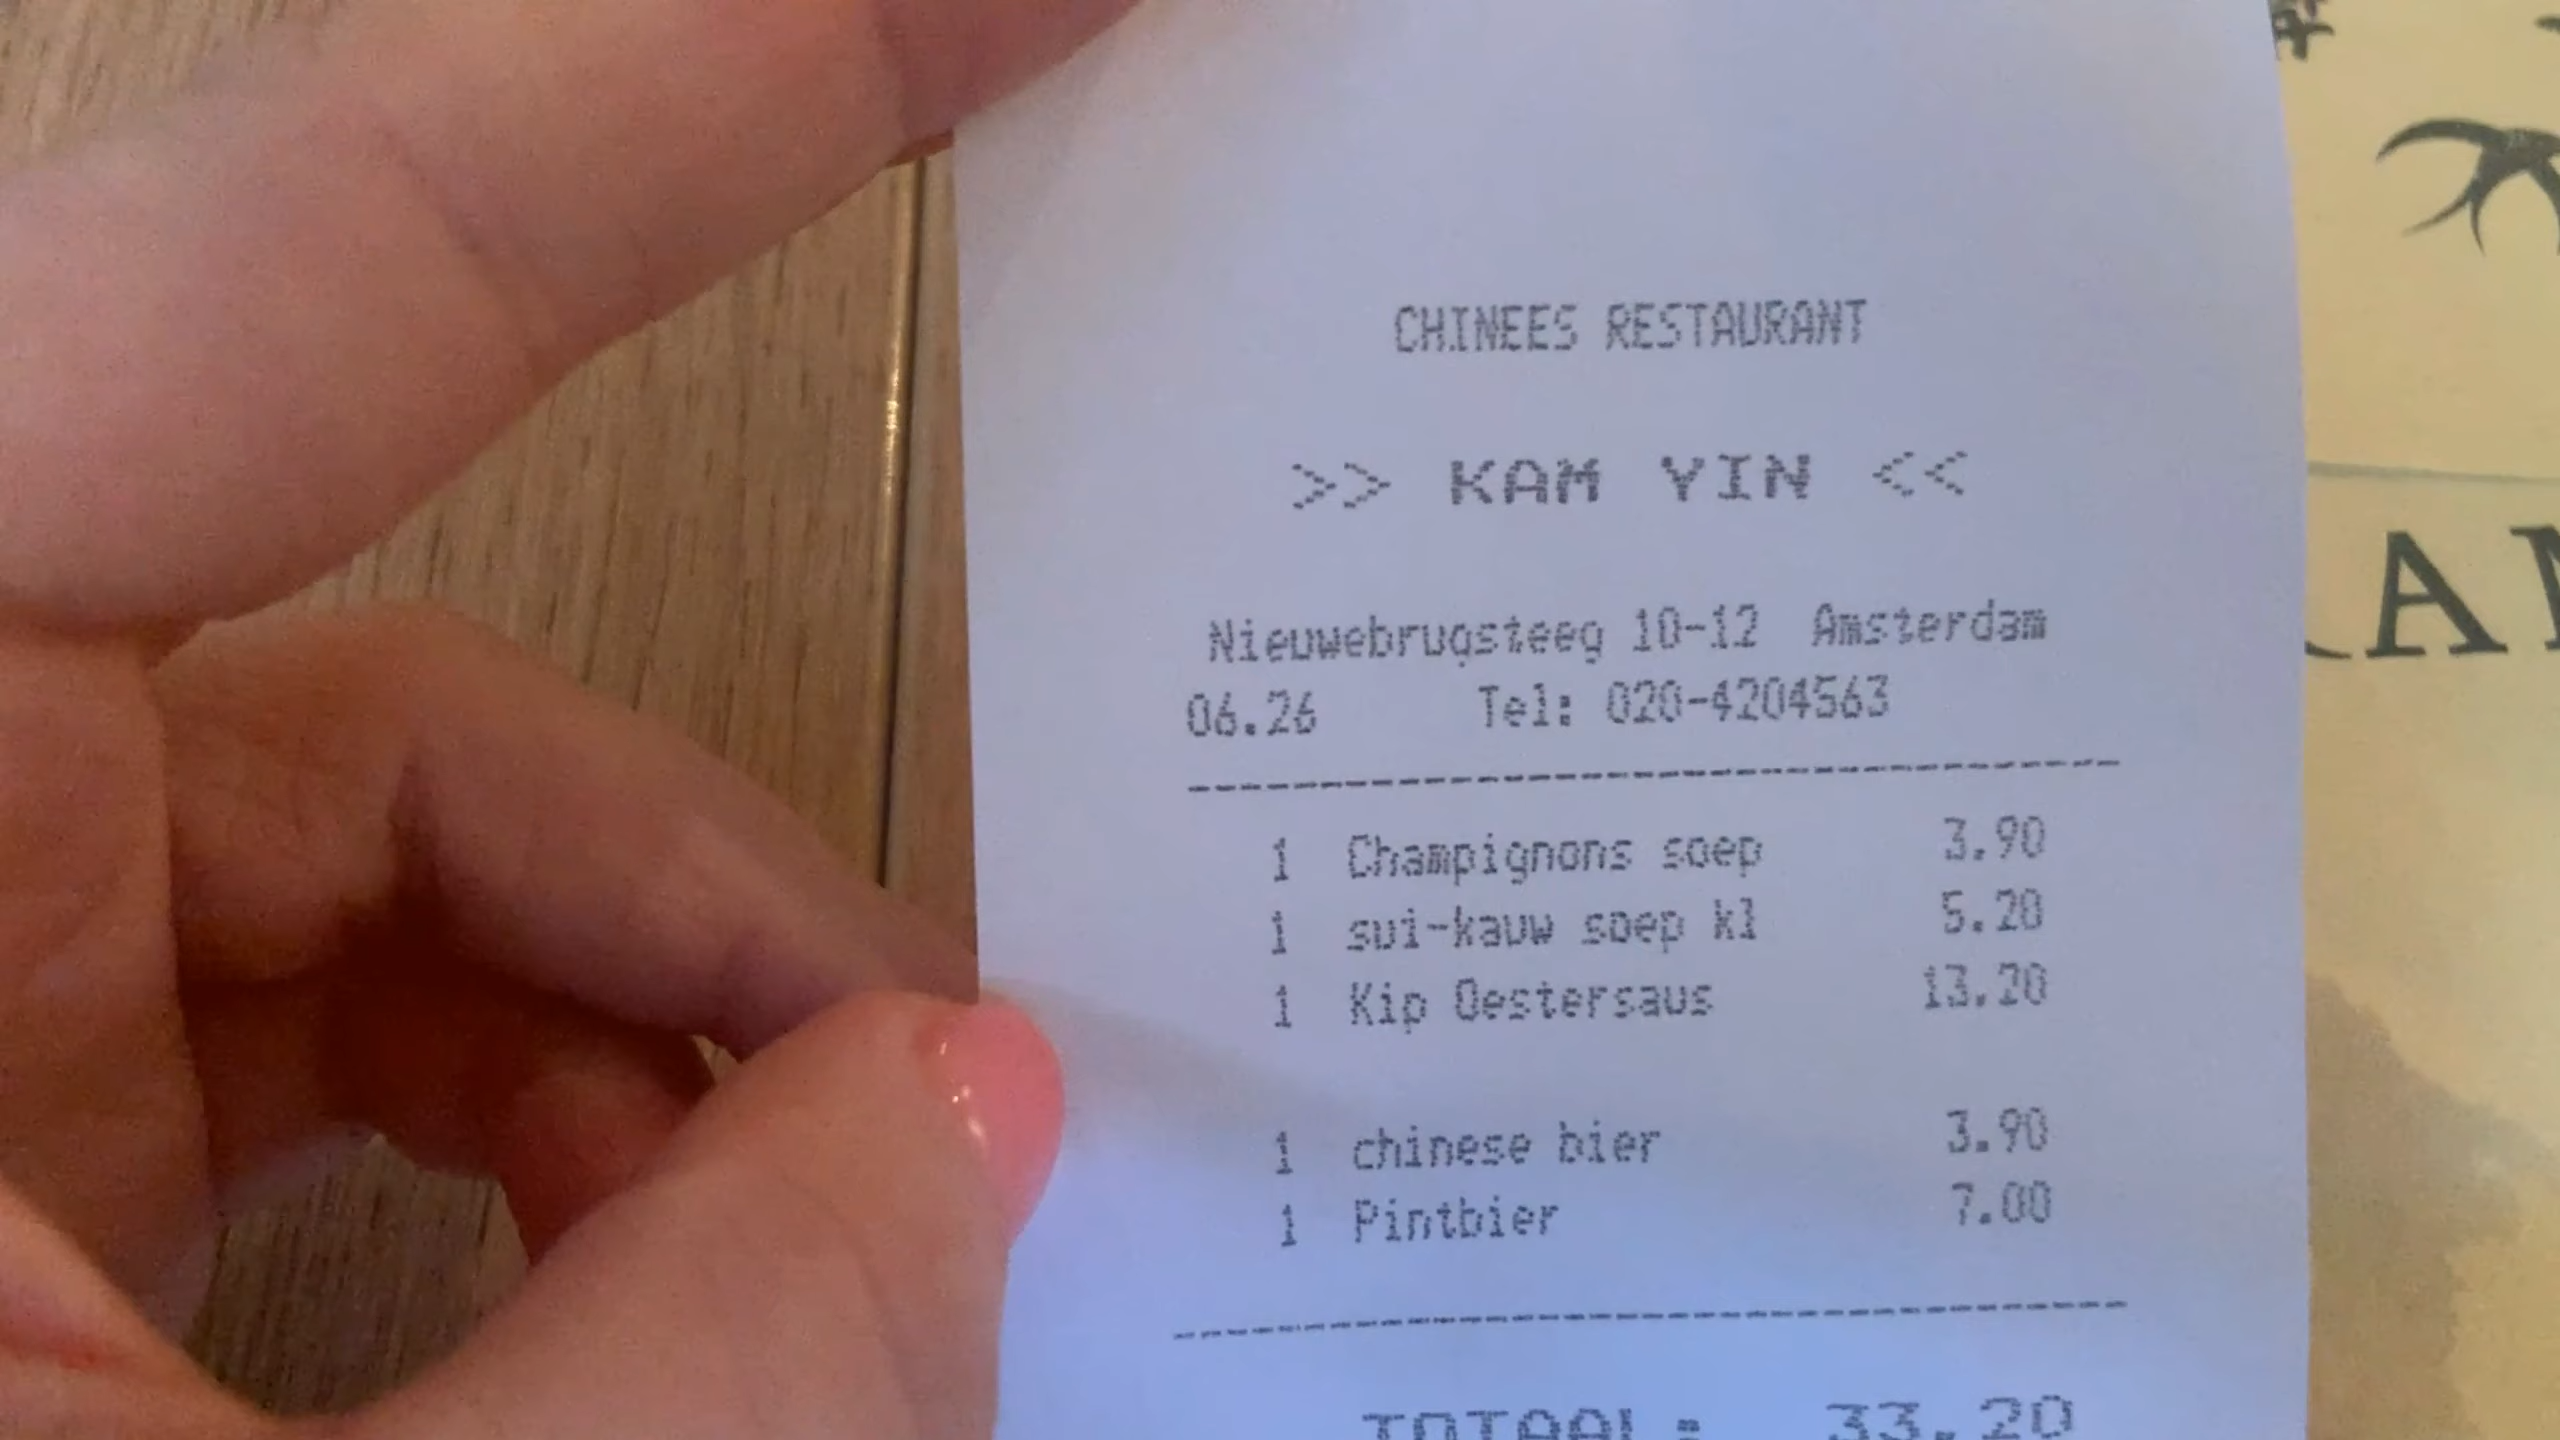 CHINEES RESTAURANT
>> KAM YIN <<
Nieuwebrugsteeg 10-12 Amsterdam
06.26 Tel: 020-4204563
1 Champignons soep 3.90
1 sui-kauw soep kl 5.20
1 Kip Oestersaus 13.20
1 chinese bier 3.90
1 Pintbier 7.00
TOTAAL: 33.20